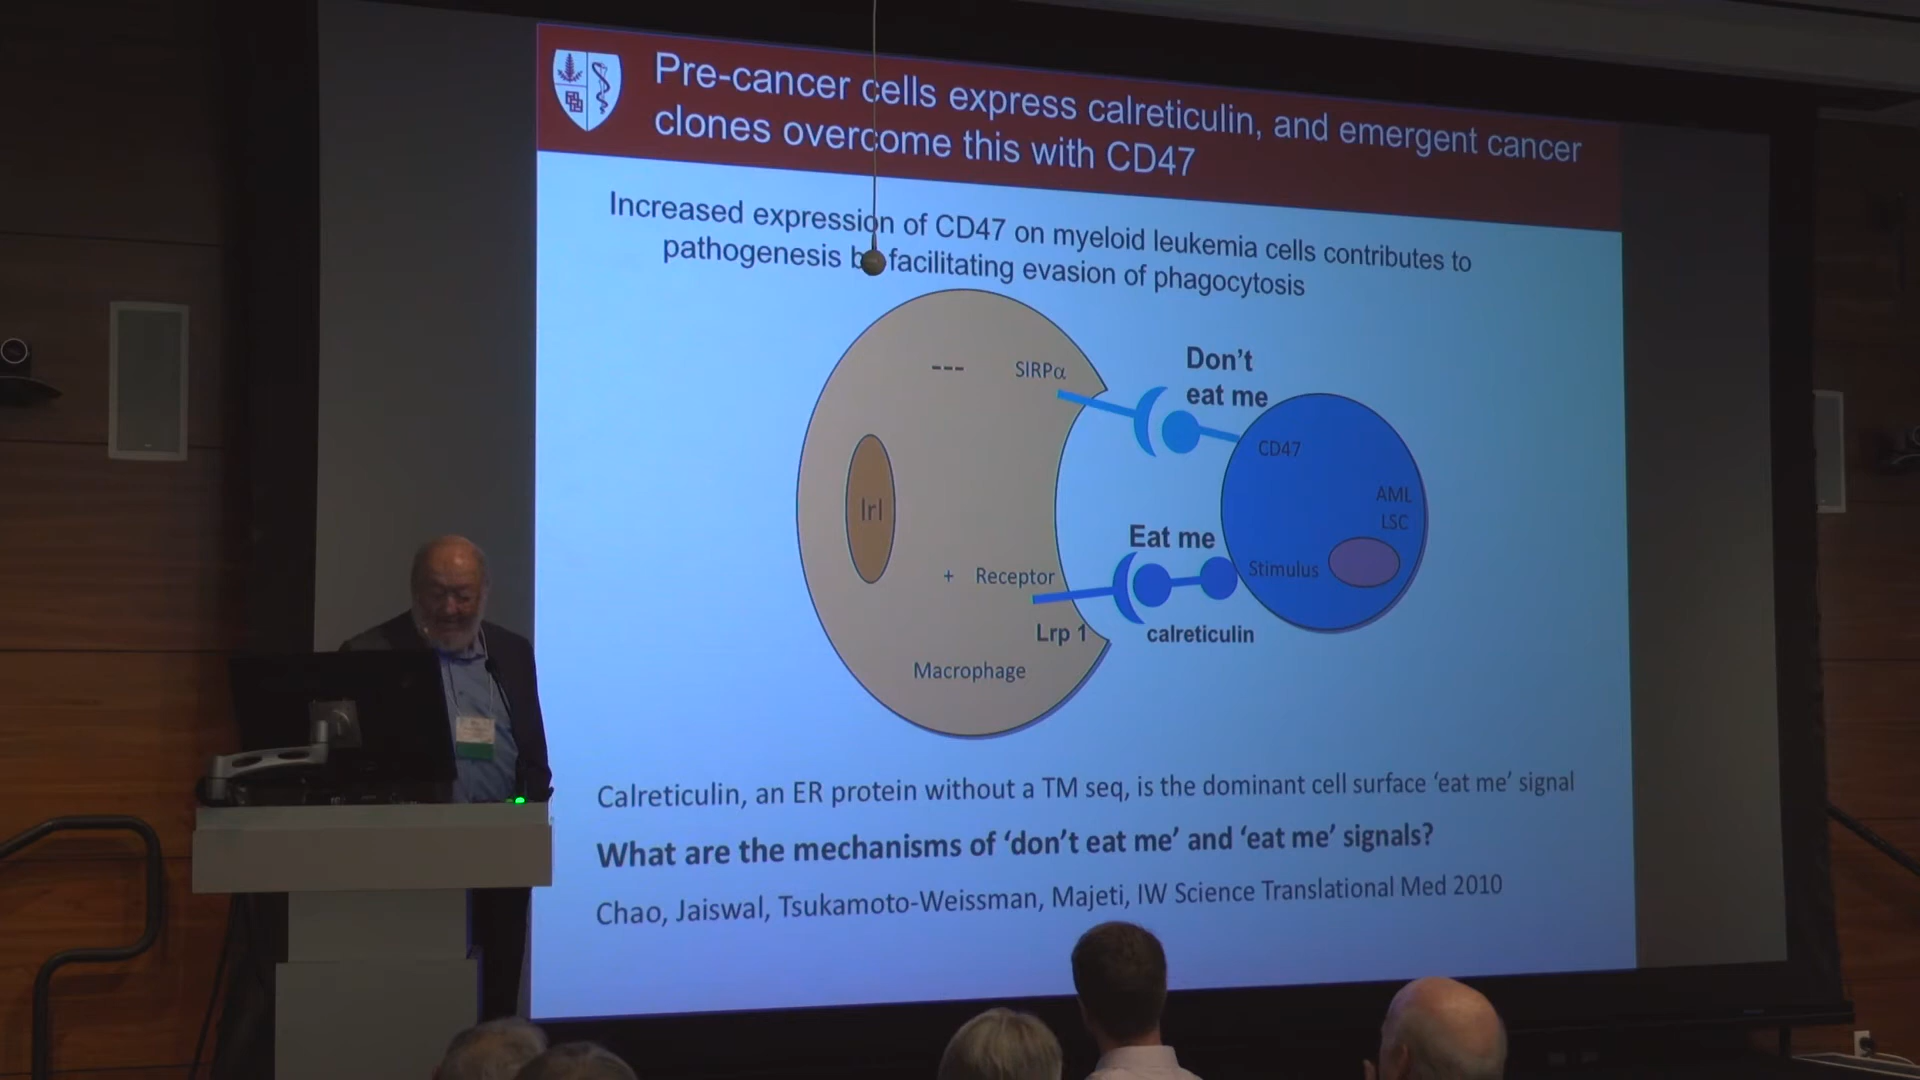 Pre-cancer cells express calreticulin, and emergent cancer
clones overcome this with CD47
Increased expression of CD47 on myeloid leukemia cells contributes to
pathogenesis by facilitating evasion of phagocytosis
Don't
eat me
---
SIRPα
CD47
AML
LSC
Irl
Eat me
+ Receptor
Stimulus
Lrp 1
calreticulin
Macrophage
Calreticulin, an ER protein without a TM seq, is the dominant cell surface 'eat me' signal
What are the mechanisms of 'don't eat me' and 'eat me' signals?
Chao, Jaiswal, Tsukamoto-Weissman, Majeti, IW Science Translational Med 2010